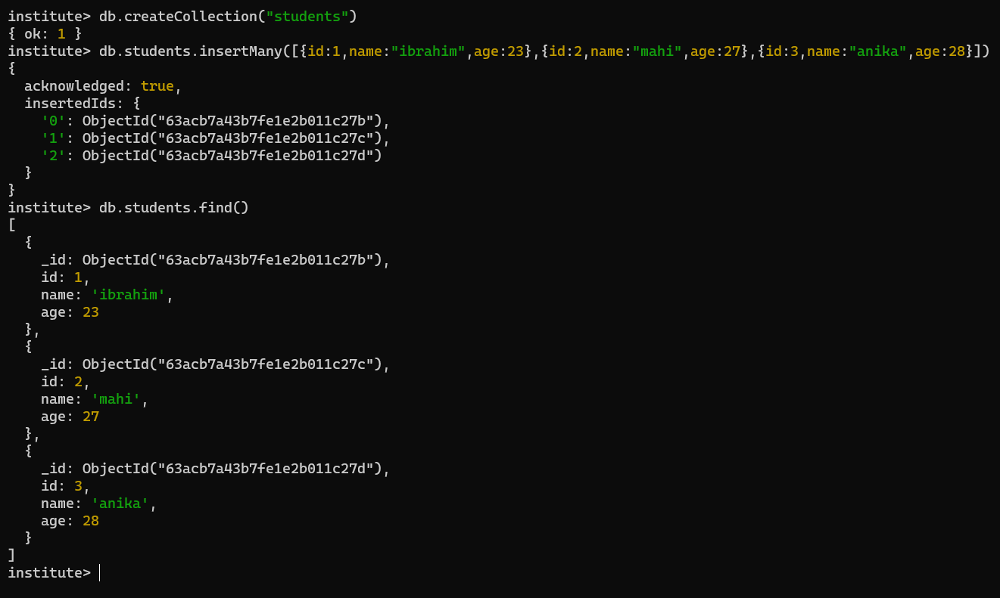 institute> db.createCollection("students")
{ ok: 1 }
institute> db.students.insertMany([{id:1,name:"ibrahim",age:23},{id:2,name:"mahi",age:27},{id:3,name:"anika",age:28}])
{
  acknowledged: true,
  insertedIds: {
    '0': ObjectId("63acb7a43b7fe1e2b011c27b"),
    '1': ObjectId("63acb7a43b7fe1e2b011c27c"),
    '2': ObjectId("63acb7a43b7fe1e2b011c27d")
  }
}
institute> db.students.find()
[
  {
    _id: ObjectId("63acb7a43b7fe1e2b011c27b"),
    id: 1,
    name: 'ibrahim',
    age: 23
  },
  {
    _id: ObjectId("63acb7a43b7fe1e2b011c27c"),
    id: 2,
    name: 'mahi',
    age: 27
  },
  {
    _id: ObjectId("63acb7a43b7fe1e2b011c27d"),
    id: 3,
    name: 'anika',
    age: 28
  }
]
institute>